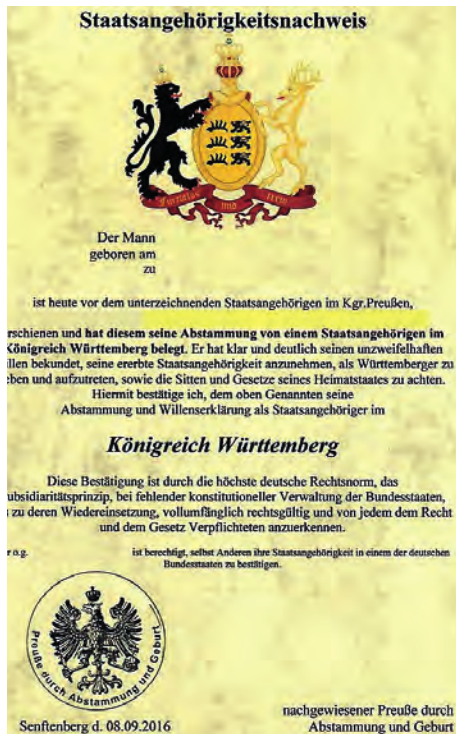 Staatsangehörigkeitsnachweis
Furchtlos und trew
Der Mann
geboren am
zu
ist heute vor dem unterzeichnenden Staatsangehörigen im Kgr.Preußen,
rschienen und hat diesem seine Abstammung von einem Staatsangehörigen im
Königreich Württemberg belegt. Er hat klar und deutlich seinen unzweifelhaften
llen bekundet, seine ererbte Staatsangehörigkeit anzunehmen, als Württemberger zu
eben und aufzutreten, sowie die Sitten und Gesetze seines Heimatstaates zu achten.
Hiermit bestätige ich, dem oben Genannten seine
Abstammung und Willenserklärung als Staatsangehöriger im
Königreich Württemberg
Diese Bestätigung ist durch die höchste deutsche Rechtsnorm, das
ubsidiaritätsprinzip, bei fehlender konstitutioneller Verwaltung der Bundesstaaten,
s zu deren Wiedereinsetzung, vollumfänglich rechtsgültig und von jedem dem Recht
und dem Gesetz Verpflichteten anzuerkennen.
r o.g. ist berechtigt, selbst Anderen ihre Staatsangehörigkeit in einem der deutschen
Bundesstaaten zu bestätigen.
Preuße durch Abstammung und Geburt
nachgewiesener Preuße durch
Senftenberg d. 08.09.2016 Abstammung und Geburt